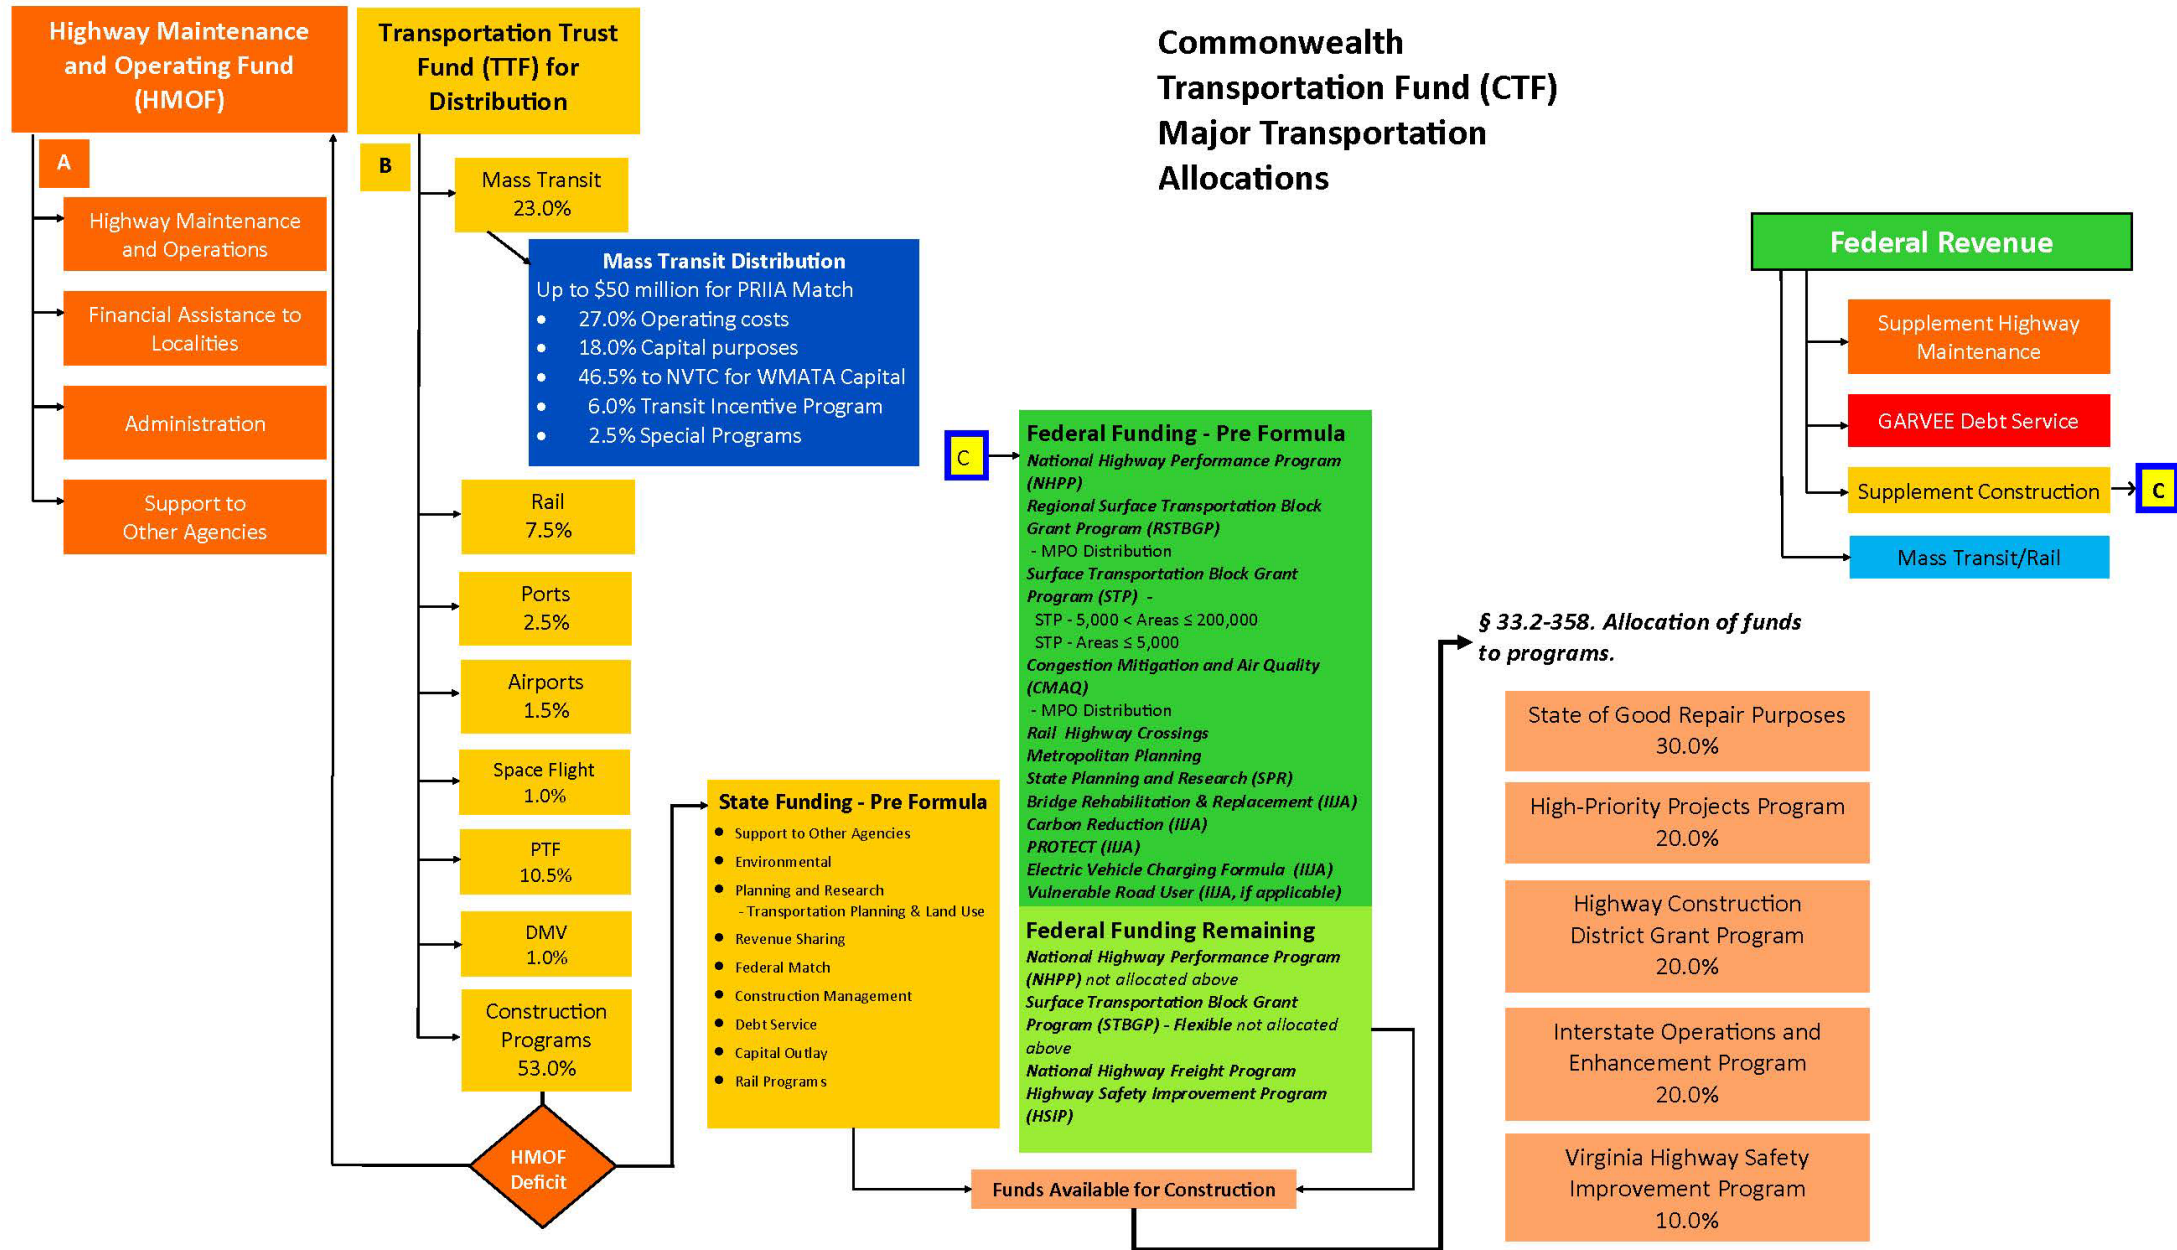 Highway Maintenance
and Operating Fund
(HMOF)
A
Highway Maintenance
and Operations
Financial Assistance to
Localities
Administration
Support to
Other Agencies
Transportation Trust
Fund (TTF) for
Distribution
B
Mass Transit
23.0%
Mass Transit Distribution
Up to $50 million for PRIIA Match
• 27.0% Operating costs
• 18.0% Capital purposes
• 46.5% to NVTC for WMATA Capital
• 6.0% Transit Incentive Program
• 2.5% Special Programs
Rail
7.5%
Ports
2.5%
Airports
1.5%
Space Flight
1.0%
PTF
10.5%
DMV
1.0%
Construction
Programs
53.0%
HMOF
Deficit
State Funding - Pre Formula
• Support to Other Agencies
• Environmental
• Planning and Research
- Transportation Planning & Land Use
• Revenue Sharing
• Federal Match
• Construction Management
• Debt Service
• Capital Outlay
• Rail Programs
Commonwealth
Transportation Fund (CTF)
Major Transportation
Allocations
C
Federal Funding - Pre Formula
National Highway Performance Program
(NHPP)
Regional Surface Transportation Block
Grant Program (RSTBGP)
- MPO Distribution
Surface Transportation Block Grant
Program (STP) -
STP - 5,000 < Areas ≤ 200,000
STP - Areas ≤ 5,000
Congestion Mitigation and Air Quality
(CMAQ)
- MPO Distribution
Rail Highway Crossings
Metropolitan Planning
State Planning and Research (SPR)
Bridge Rehabilitation & Replacement (IIJA)
Carbon Reduction (IIJA)
PROTECT (IIJA)
Electric Vehicle Charging Formula (IIJA)
Vulnerable Road User (IIJA, if applicable)
Federal Funding Remaining
National Highway Performance Program
(NHPP) not allocated above
Surface Transportation Block Grant
Program (STBGP) - Flexible not allocated
above
National Highway Freight Program
Highway Safety Improvement Program
(HSIP)
Funds Available for Construction
Federal Revenue
Supplement Highway
Maintenance
GARVEE Debt Service
Supplement Construction
C
Mass Transit/Rail
§ 33.2-358. Allocation of funds
to programs.
State of Good Repair Purposes
30.0%
High-Priority Projects Program
20.0%
Highway Construction
District Grant Program
20.0%
Interstate Operations and
Enhancement Program
20.0%
Virginia Highway Safety
Improvement Program
10.0%